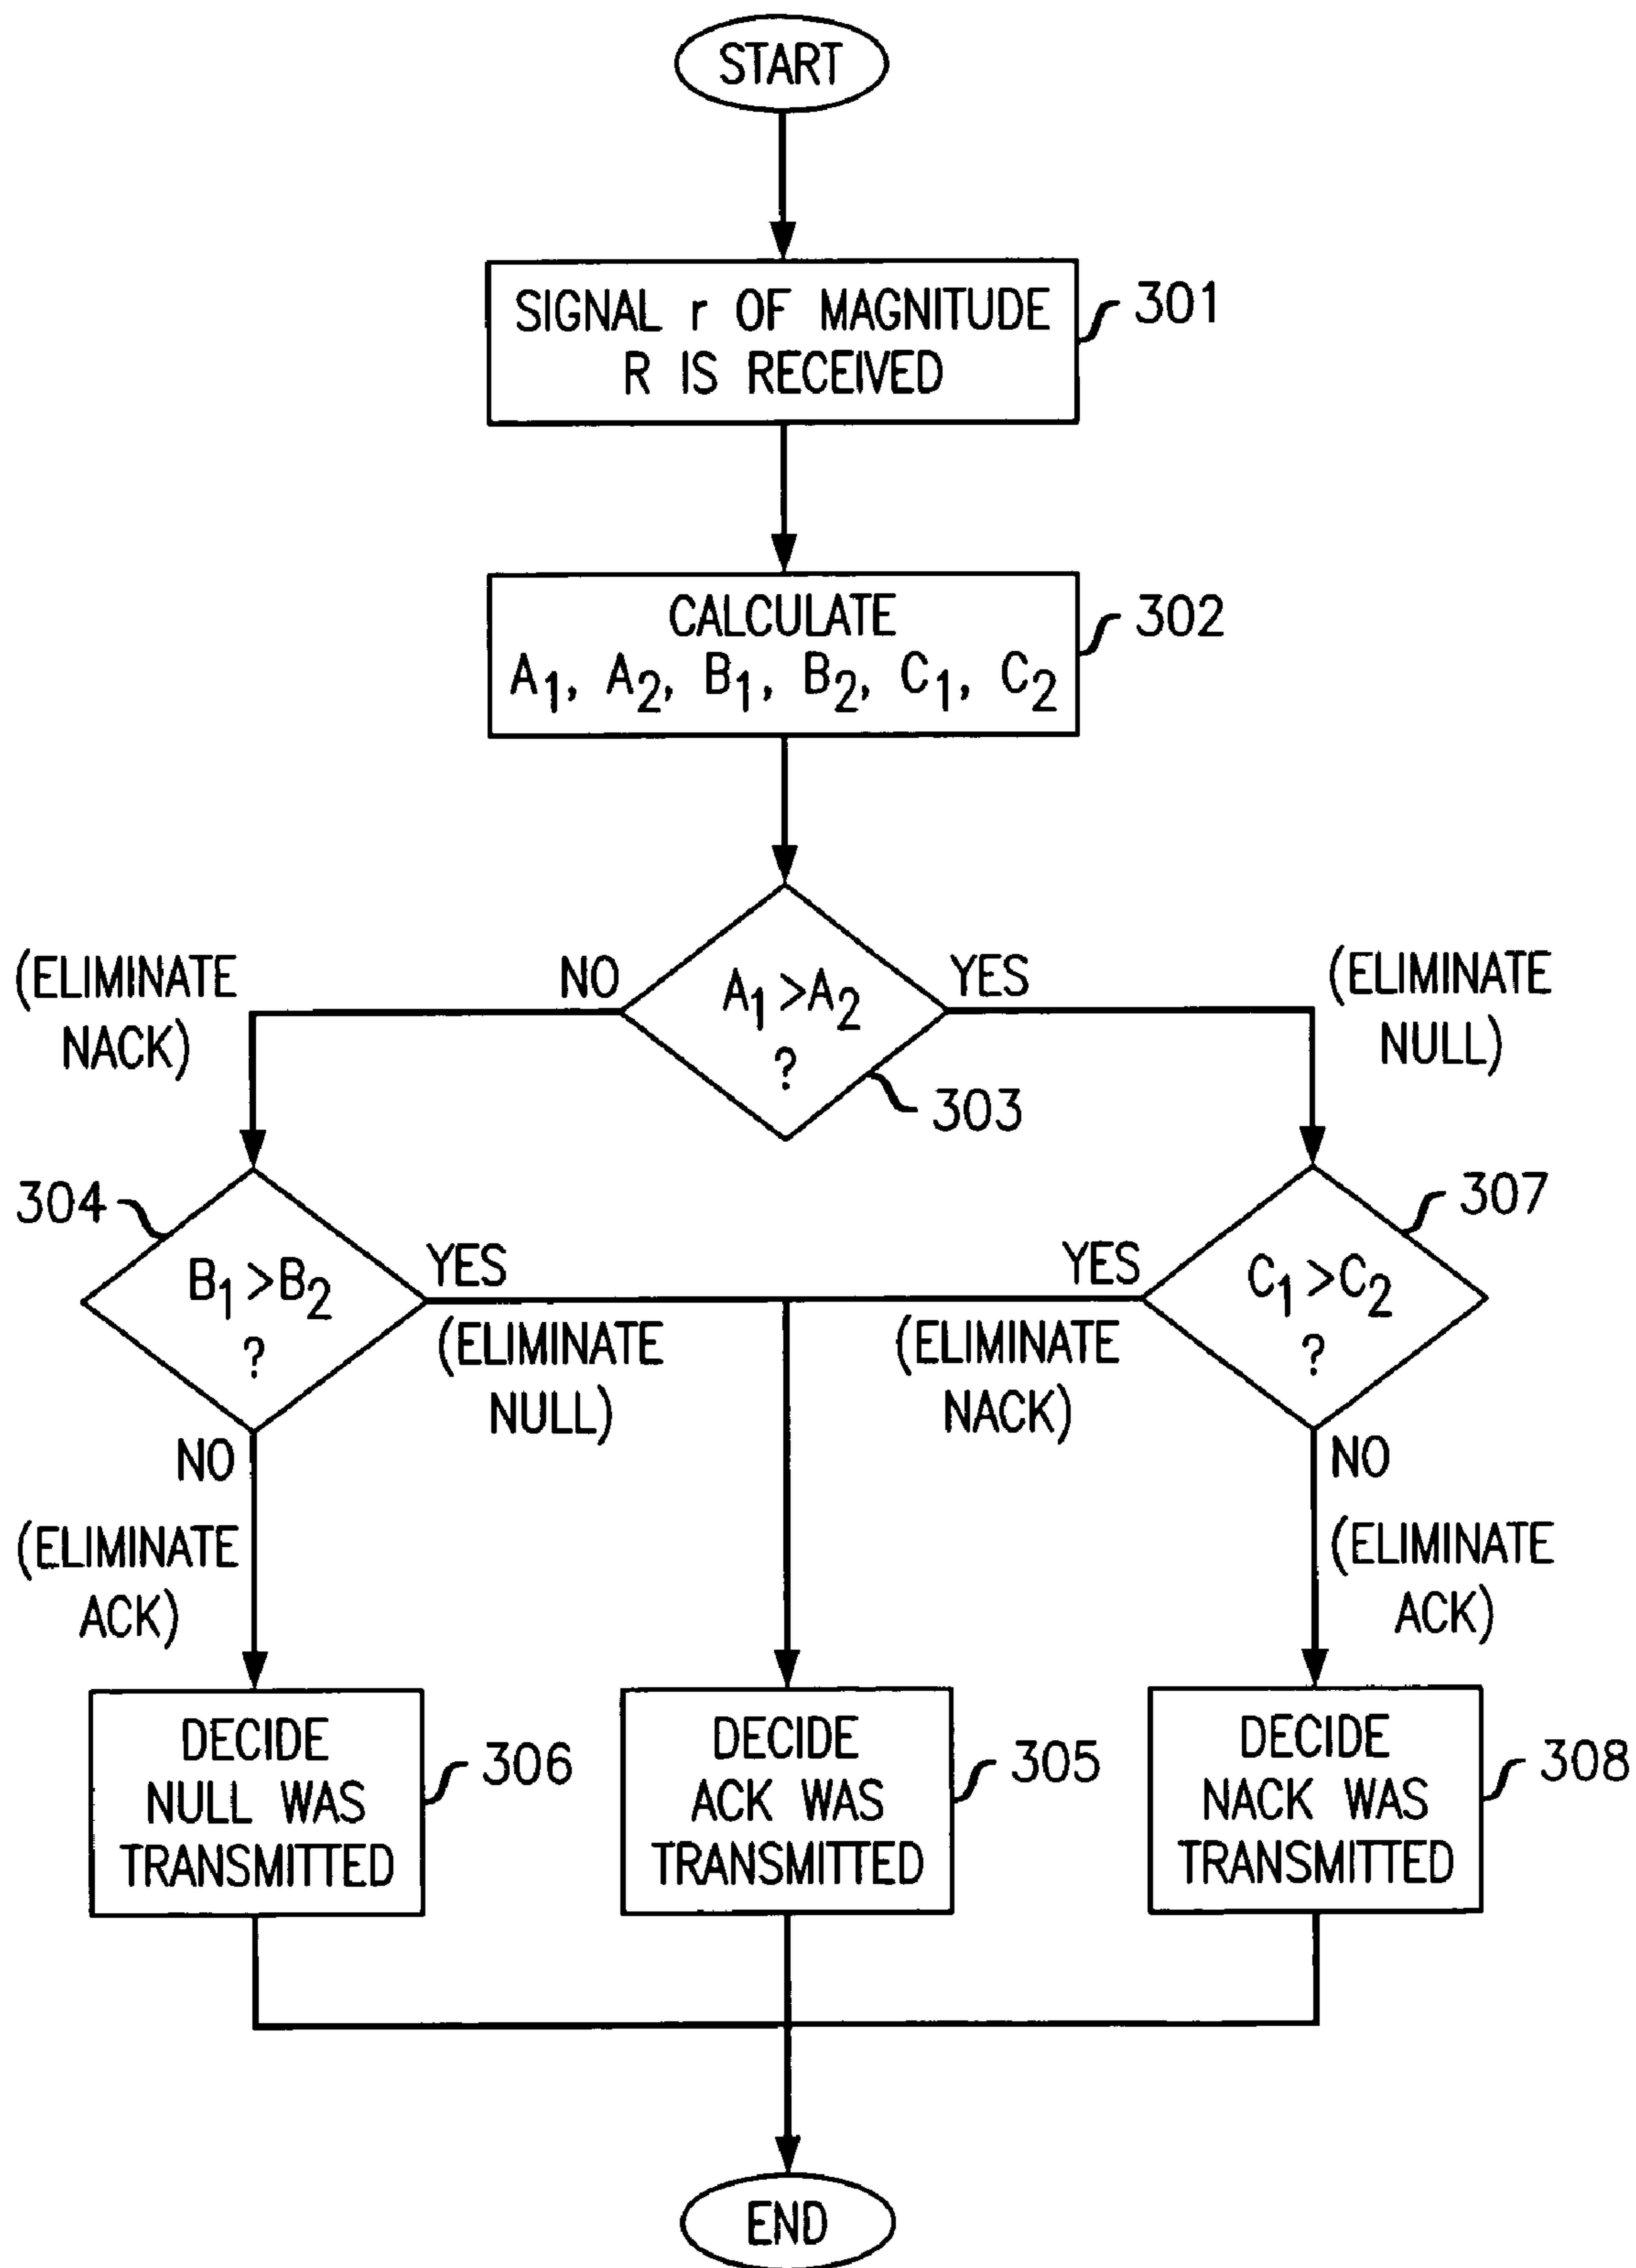 START
SIGNAL r OF MAGNITUDE
R IS RECEIVED
301
CALCULATE
A1, A2, B1, B2, C1, C2
302
(ELIMINATE
NACK)
NO
A1 >A2
?
YES
(ELIMINATE
NULL)
303
304
B1 >B2
?
YES
(ELIMINATE
NULL)
YES
(ELIMINATE
NACK)
C1 >C2
?
307
NO
(ELIMINATE
ACK)
NO
(ELIMINATE
ACK)
DECIDE
NULL WAS
TRANSMITTED
306
DECIDE
ACK WAS
TRANSMITTED
305
DECIDE
NACK WAS
TRANSMITTED
308
END